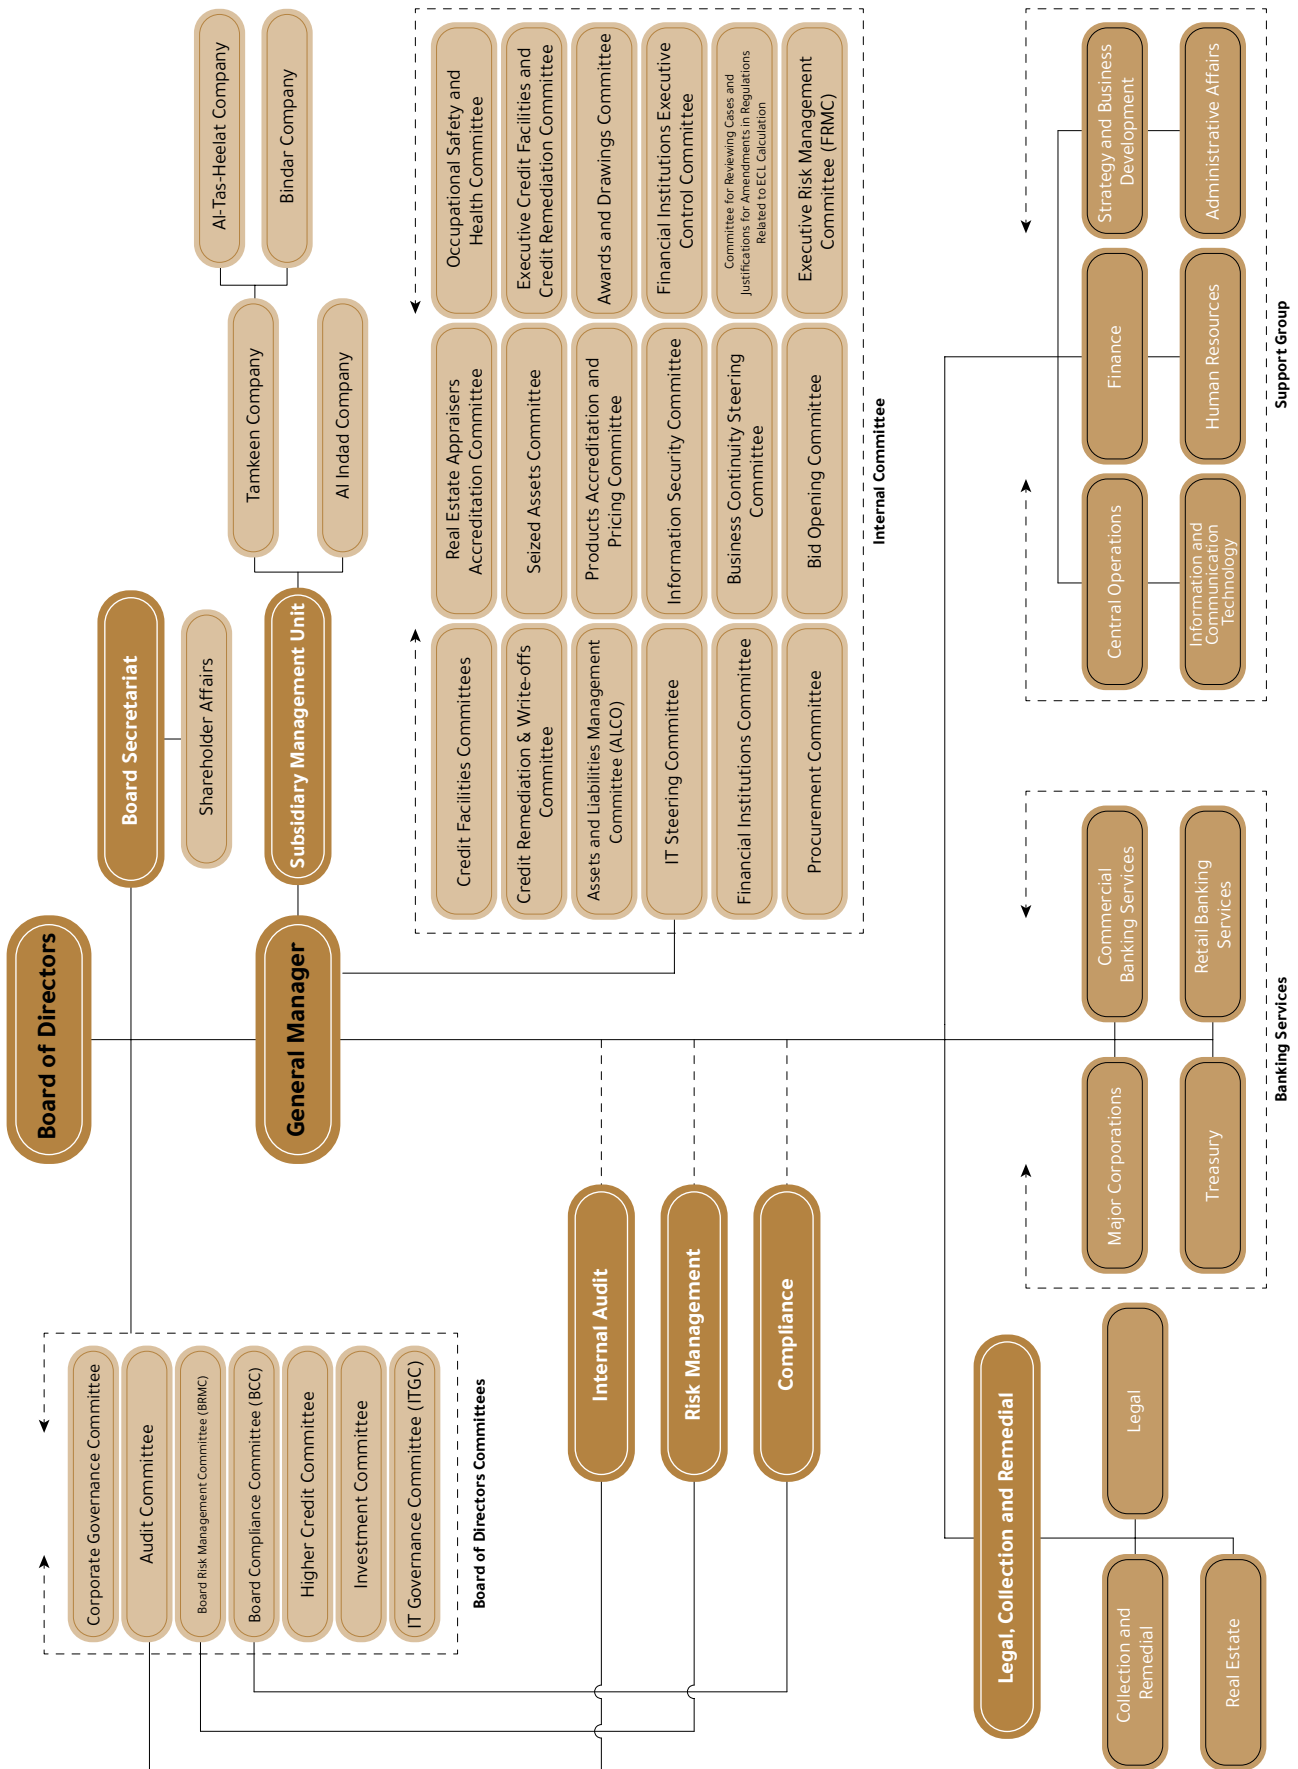 Board of Directors
Board Secretariat
Shareholder Affairs
General Manager
Subsidiary Management Unit
Tamkeen Company
Al Indad Company
Al-Tas-Heelat Company
Bindar Company
Corporate Governance Committee
Audit Committee
Board Risk Management Committee (BRMC)
Board Compliance Committee (BCC)
Higher Credit Committee
Investment Committee
IT Governance Committee (ITGC)
Board of Directors Committees
Credit Facilities Committees
Real Estate Appraisers
Accreditation Committee
Occupational Safety and
Health Committee
Credit Remediation & Write-offs
Committee
Seized Assets Committee
Executive Credit Facilities and
Credit Remediation Committee
Assets and Liabilities Management
Committee (ALCO)
Products Accreditation and
Pricing Committee
Awards and Drawings Committee
IT Steering Committee
Information Security Committee
Financial Institutions Executive
Control Committee
Financial Institutions Committee
Business Continuity Steering
Committee
Committee for Reviewing Cases and
Justifications for Amendments in Regulations
Related to ECL Calculation
Procurement Committee
Bid Opening Committee
Executive Risk Management
Committee (FRMC)
Internal Committee
Internal Audit
Risk Management
Compliance
Legal, Collection and Remedial
Collection and
Remedial
Legal
Real Estate
Major Corporations
Commercial
Banking Services
Treasury
Retail Banking
Services
Banking Services
Central Operations
Finance
Strategy and Business
Development
Information and
Communication
Technology
Human Resources
Administrative Affairs
Support Group